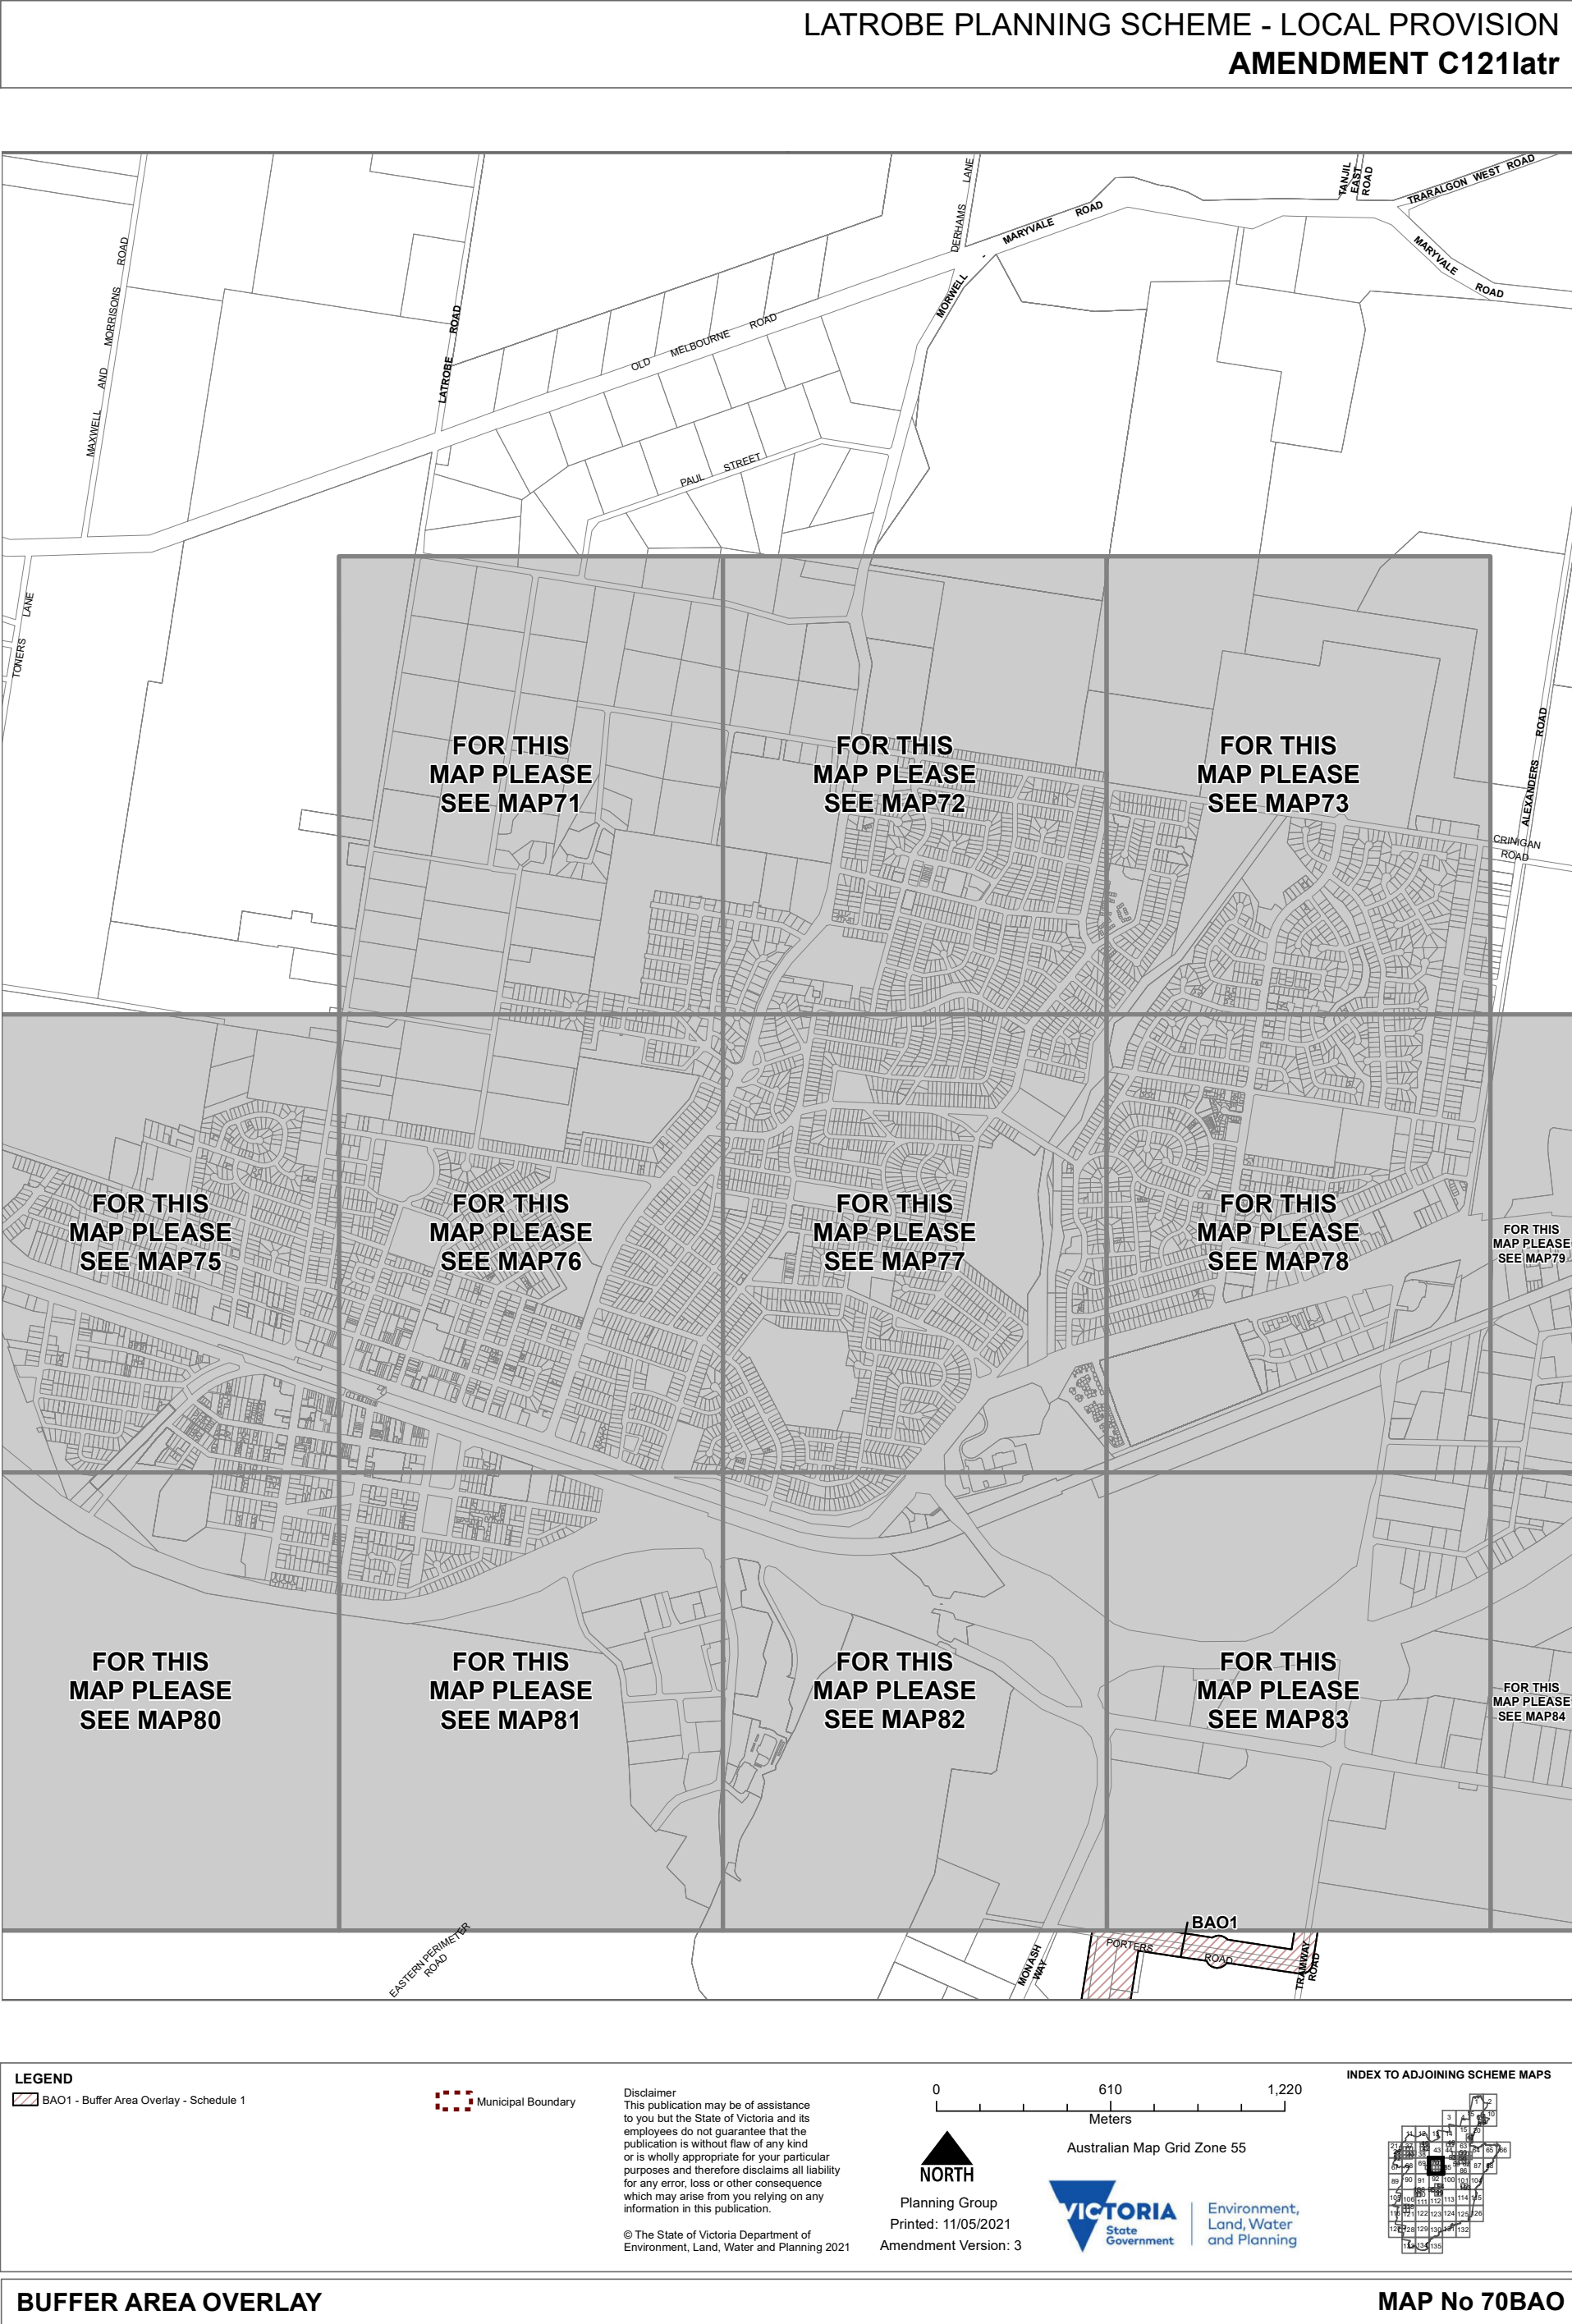 LATROBE PLANNING SCHEME - LOCAL PROVISION
AMENDMENT C121latr
MAXWELL AND MORRISONS ROAD
LATROBE ROAD
DERHAMS LANE
MORWELL - MARYVALE ROAD
TANJIL
EAST
ROAD
TRARALGON WEST ROAD
MARYVALE ROAD
OLD MELBOURNE ROAD
PAUL STREET
TONERS LANE
ALEXANDERS ROAD
CRINIGAN
ROAD
FOR THIS
MAP PLEASE
SEE MAP71
FOR THIS
MAP PLEASE
SEE MAP72
FOR THIS
MAP PLEASE
SEE MAP73
FOR THIS
MAP PLEASE
SEE MAP75
FOR THIS
MAP PLEASE
SEE MAP76
FOR THIS
MAP PLEASE
SEE MAP77
FOR THIS
MAP PLEASE
SEE MAP78
FOR THIS
MAP PLEASE
SEE MAP79
FOR THIS
MAP PLEASE
SEE MAP80
FOR THIS
MAP PLEASE
SEE MAP81
FOR THIS
MAP PLEASE
SEE MAP82
FOR THIS
MAP PLEASE
SEE MAP83
FOR THIS
MAP PLEASE
SEE MAP84
EASTERN PERIMETER
ROAD
MONASH
WAY
BAO1
PORTERS ROAD
TRAMWAY
ROAD
LEGEND
BAO1 - Buffer Area Overlay - Schedule 1
Municipal Boundary
Disclaimer
This publication may be of assistance
to you but the State of Victoria and its
employees do not guarantee that the
publication is without flaw of any kind
or is wholly appropriate for your particular
purposes and therefore disclaims all liability
for any error, loss or other consequence
which may arise from you relying on any
information in this publication.
© The State of Victoria Department of
Environment, Land, Water and Planning 2021
0 610 1,220
Meters
Australian Map Grid Zone 55
NORTH
Planning Group
Printed: 11/05/2021
Amendment Version: 3
VICTORIA
State
Government
Environment,
Land, Water
and Planning
INDEX TO ADJOINING SCHEME MAPS
BUFFER AREA OVERLAY
MAP No 70BAO